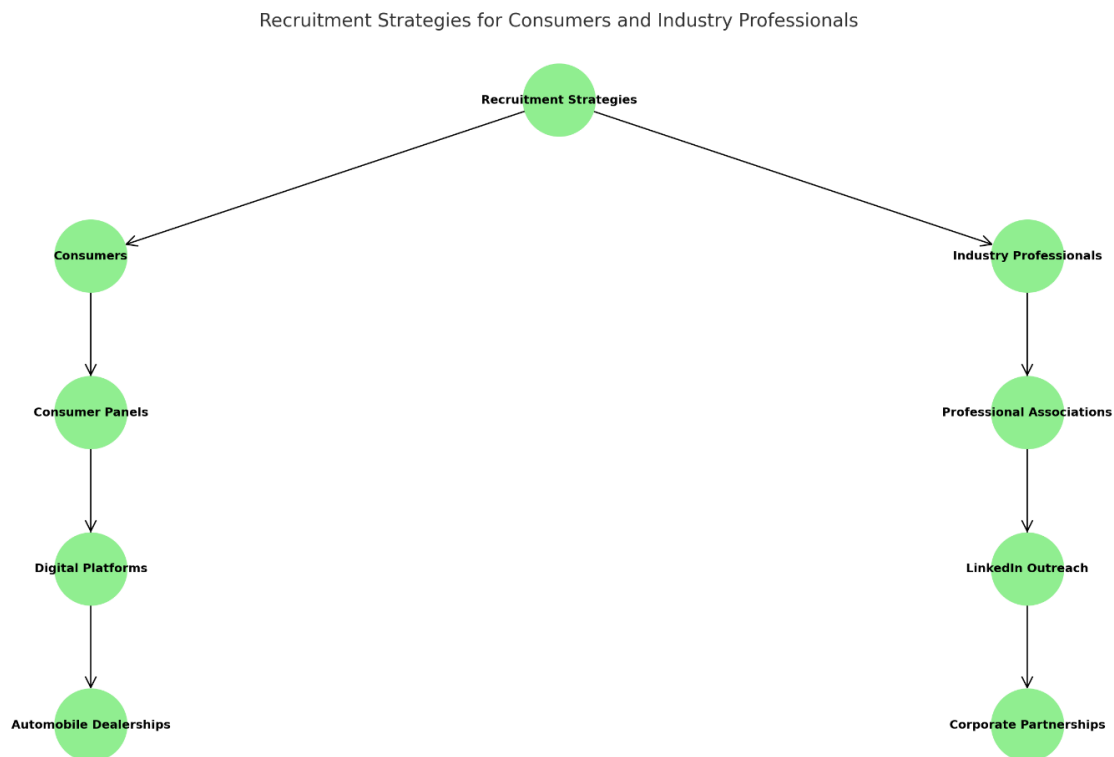 Recruitment Strategies for Consumers and Industry Professionals
Recruitment Strategies
Consumers
Industry Professionals
Consumer Panels
Professional Associations
Digital Platforms
LinkedIn Outreach
Automobile Dealerships
Corporate Partnerships